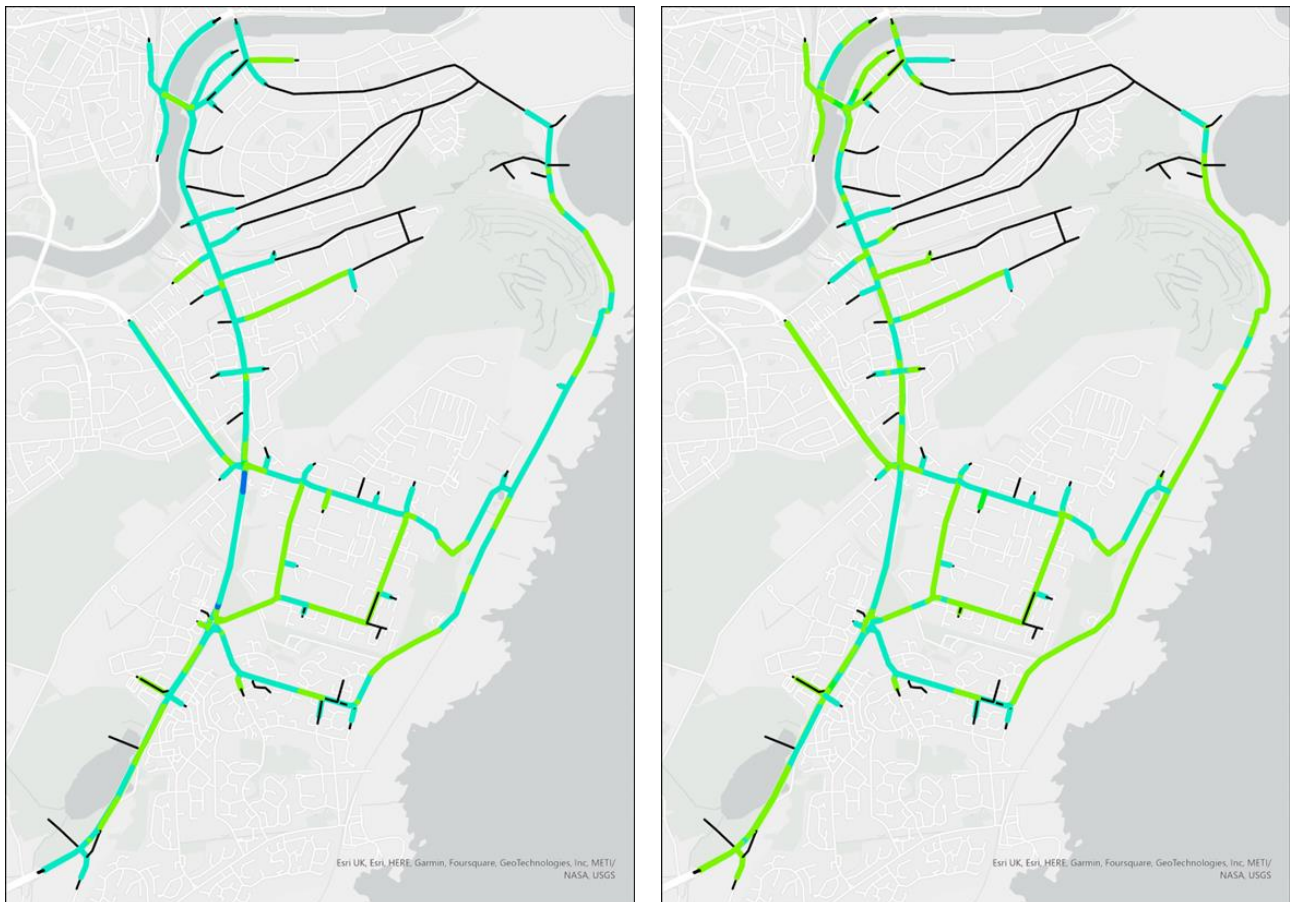 Esri UK, Esri, HERE, Garmin, Foursquare, GeoTechnologies, Inc, METI/
NASA, USGS
Esri UK, Esri, HERE, Garmin, Foursquare, GeoTechnologies, Inc, METI/
NASA, USGS